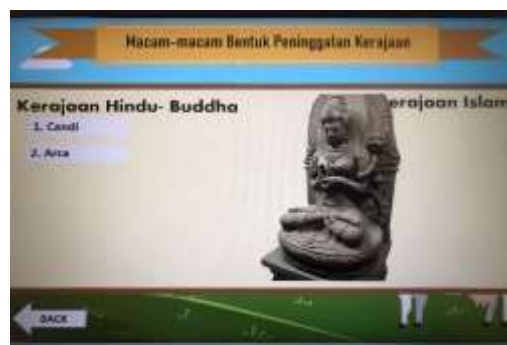 Macam-macam Bentuk Peninggalan Kerajaan
Kerajaan Hindu- Buddha
erajaan Islam
1. Candi
2. Arca
BACK